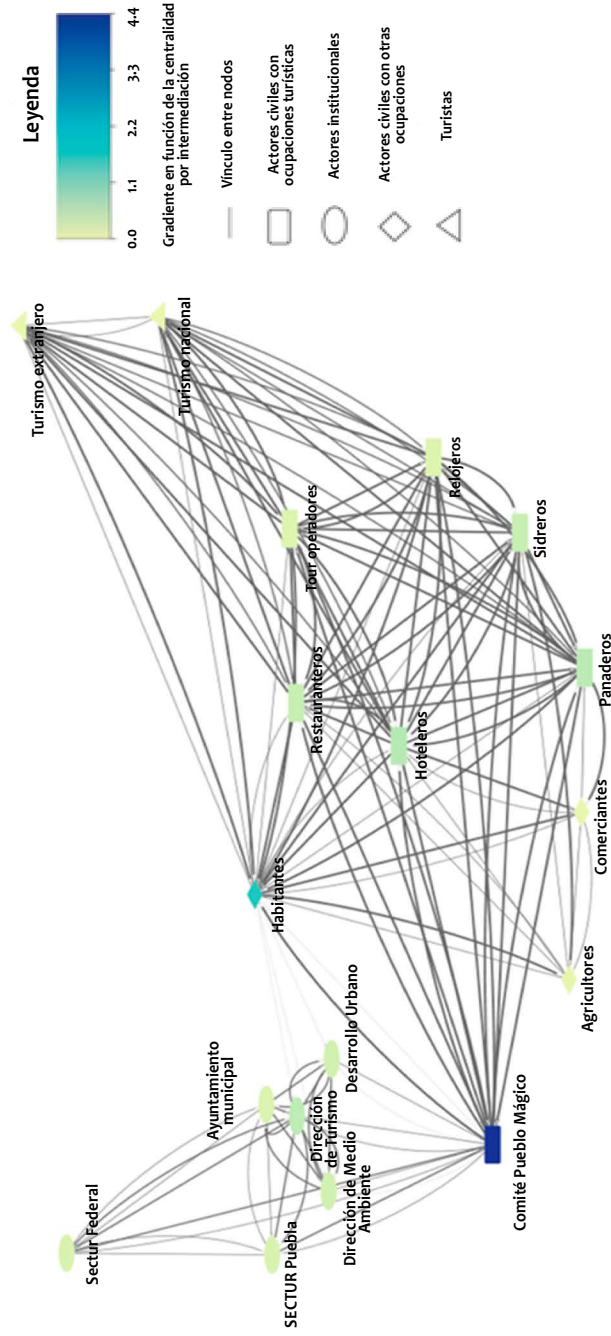 Leyenda
0.0
1.1
2.2
3.3
4.4
Gradiente en función de la centralidad
por intermediación
Vínculo entre nodos
Actores civiles con
ocupaciones turísticas
Actores institucionales
Actores civiles con otras
ocupaciones
Turistas
Turismo extranjero
Turismo nacional
Relojeros
Tour operadores
Sidreros
Restauranteros
Panaderos
Hoteleros
Comerciantes
Habitantes
Agricultores
Desarrollo Urbano
Ayuntamiento
municipal
Dirección
de Turismo
Dirección de Medio
Ambiente
Comité Pueblo Mágico
Sectur Federal
SECTUR Puebla